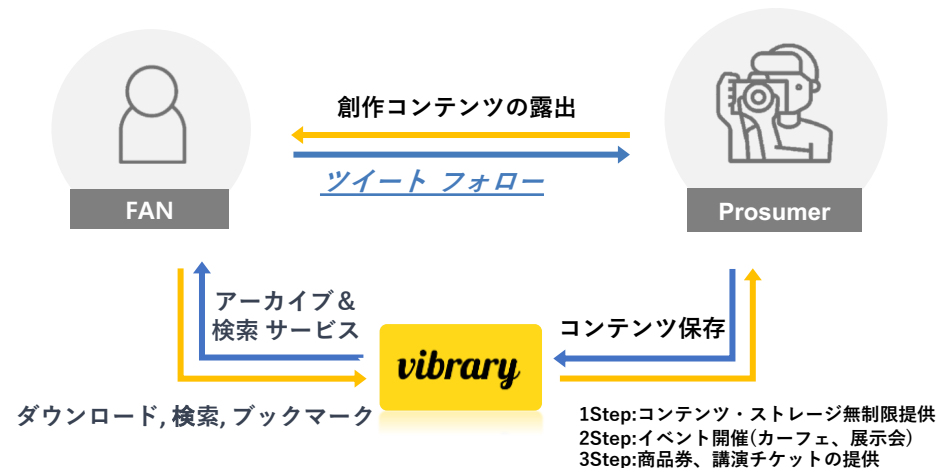 創作コンテンツの露出
ツイート フォロー
FAN
Prosumer
アーカイブ &
検索 サービス
コンテンツ保存
vibrary
ダウンロード, 検索, ブックマーク
1Step:コンテンツ・ストレージ無制限提供
2Step:イベント開催(カーフェ、展示会)
3Step:商品券、講演チケットの提供